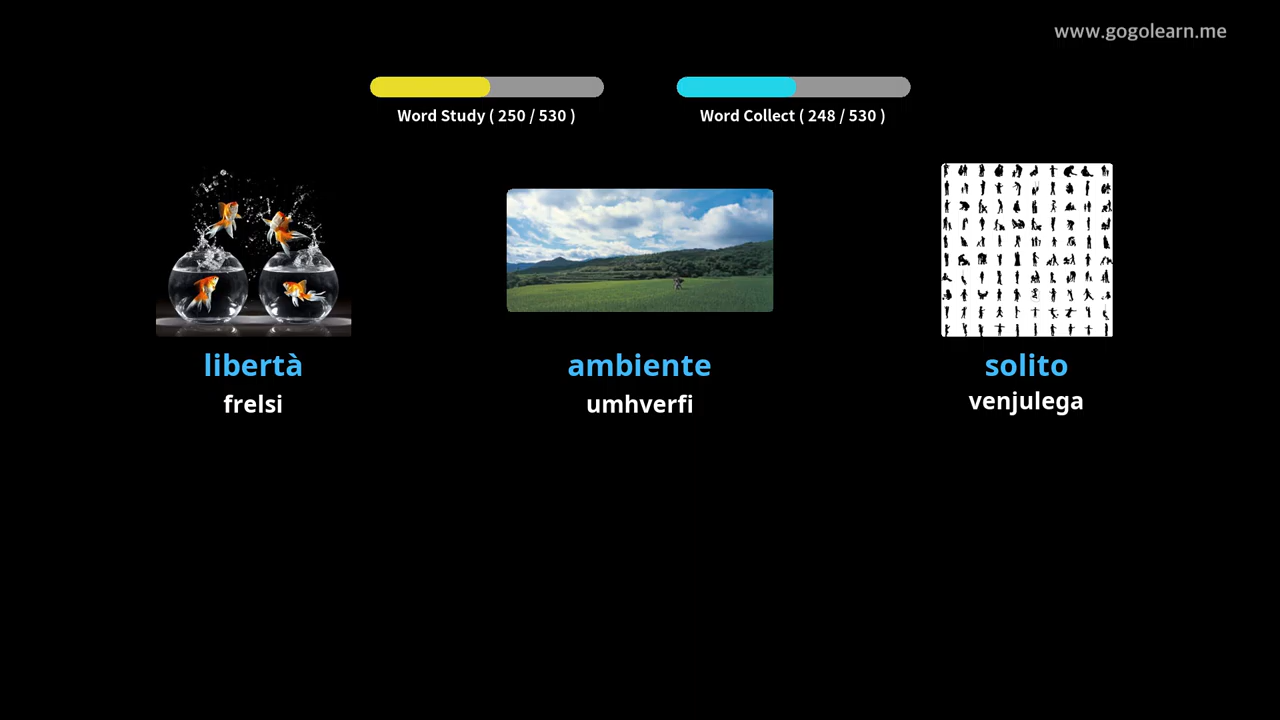 www.gogolearn.me
Word Study ( 250 / 530 )
Word Collect ( 248 / 530 )
libertà
frelsi
ambiente
umhverfi
solito
venjulega